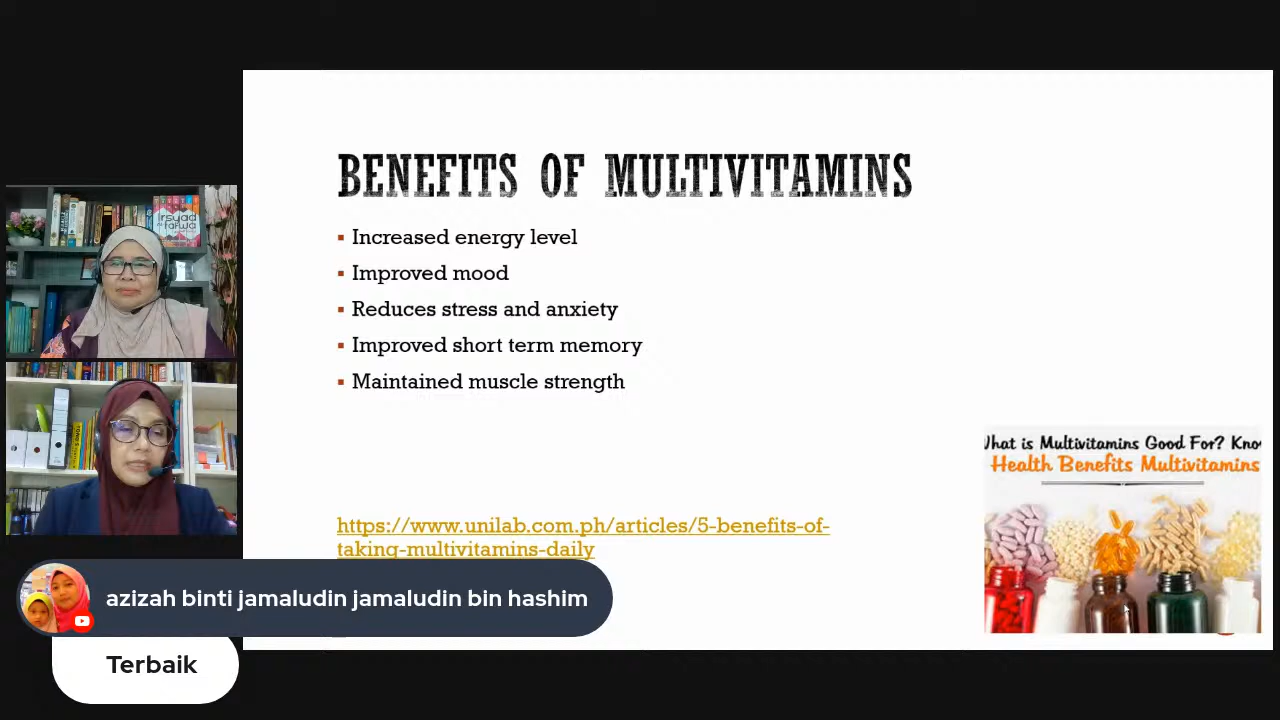 BENEFITS OF MULTIVITAMINS
Increased energy level
Improved mood
Reduces stress and anxiety
Improved short term memory
Maintained muscle strength
https://www.unilab.com.ph/articles/5-benefits-of-
taking-multivitamins-daily
What is Multivitamins Good For? Kno
Health Benefits Multivitamins
azizah binti jamaludin jamaludin bin hashim
Terbaik